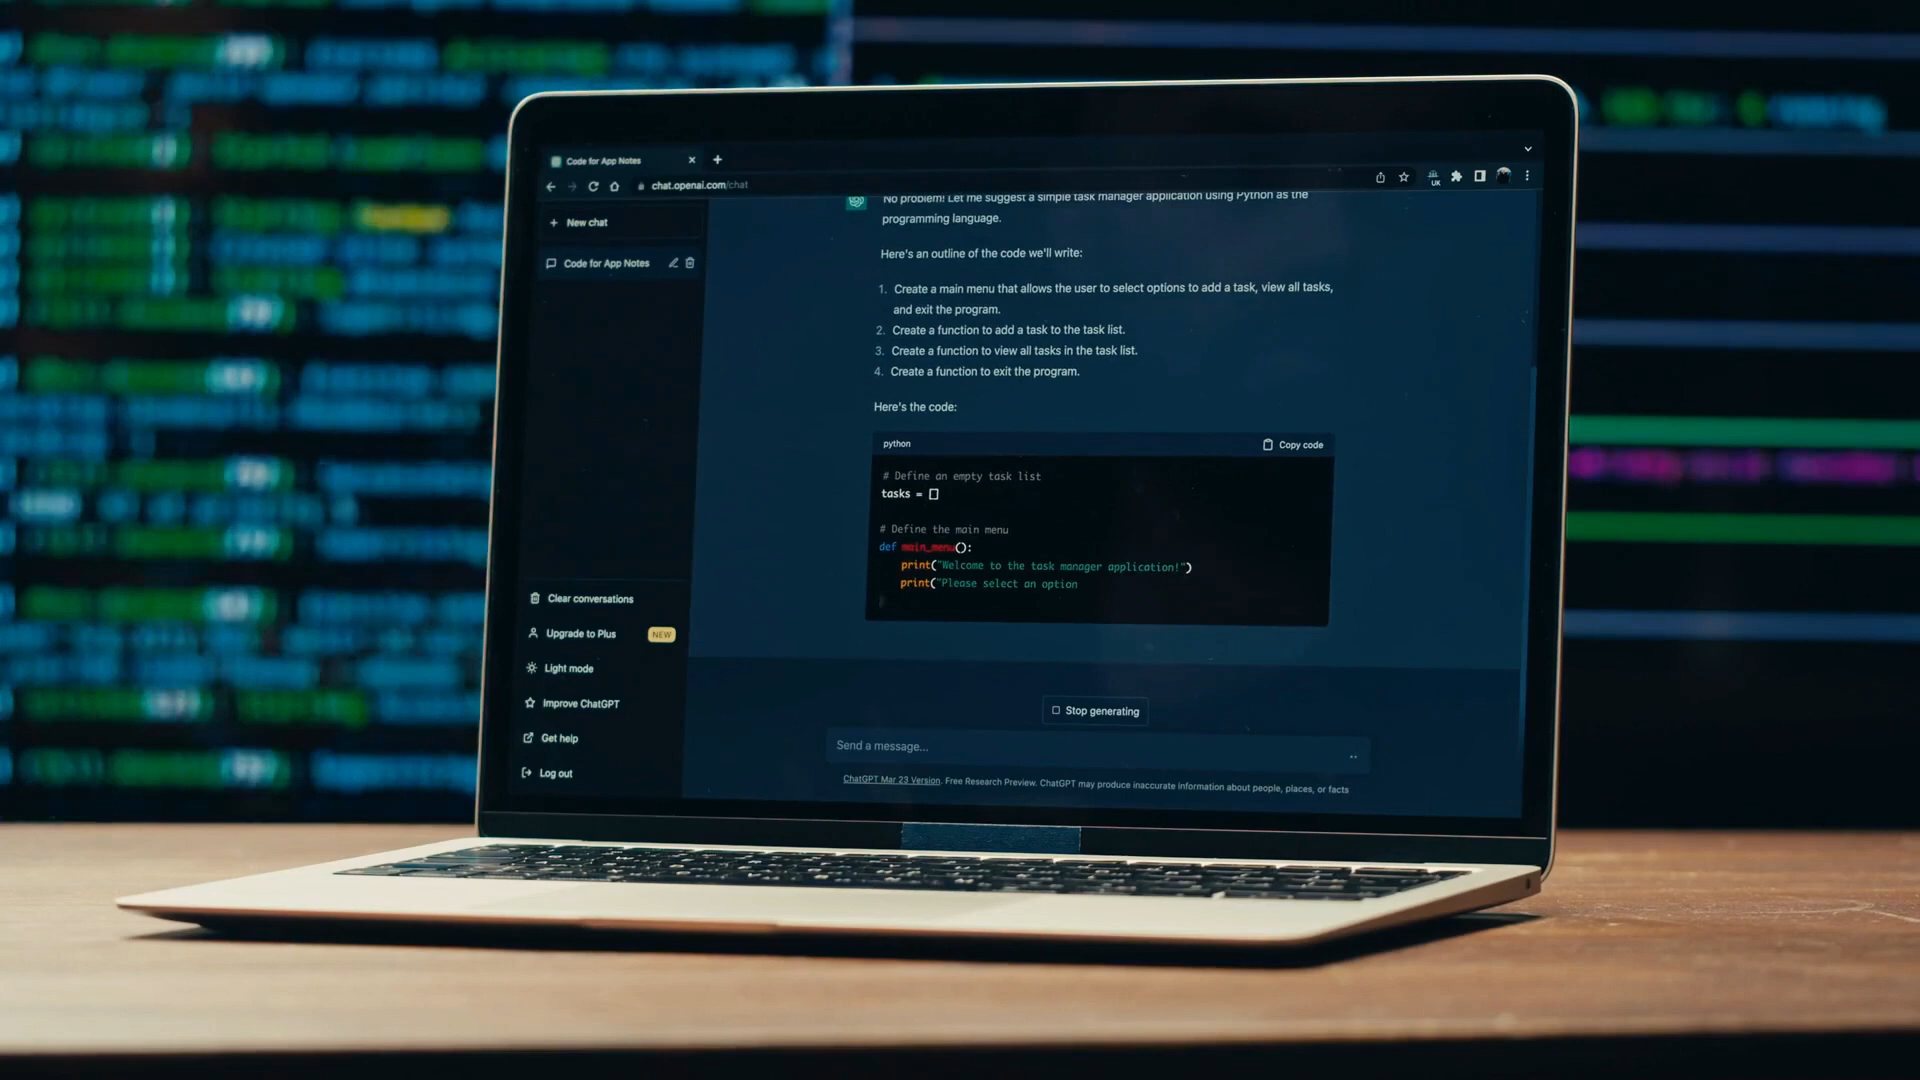 Code for App Notes
chat.openai.com/chat
UK
New chat
Code for App Notes
Clear conversations
Upgrade to Plus NEW
Light mode
Improve ChatGPT
Get help
Log out
No problem! Let me suggest a simple task manager application using Python as the
programming language.
Here's an outline of the code we'll write:
1. Create a main menu that allows the user to select options to add a task, view all tasks,
and exit the program.
2. Create a function to add a task to the task list.
3. Create a function to view all tasks in the task list.
4. Create a function to exit the program.
Here's the code:
python Copy code
# Define an empty task list
tasks = []
# Define the main menu
def main_menu():
print("Welcome to the task manager application!")
print("Please select an option
Stop generating
Send a message...
ChatGPT Mar 23 Version. Free Research Preview. ChatGPT may produce inaccurate information about people, places, or facts